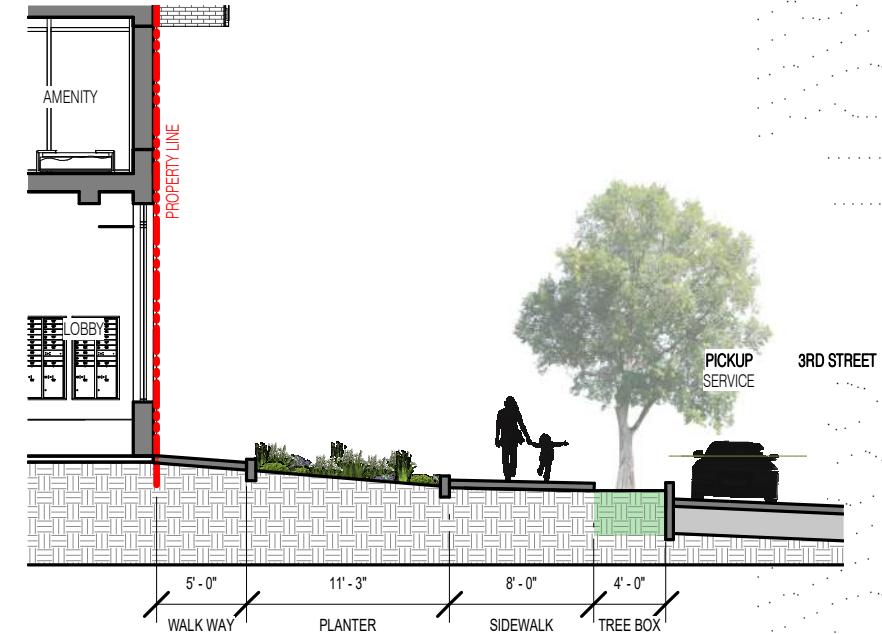 AMENITY
PROPERTY LINE
LOBBY
PICKUP
SERVICE
3RD STREET
5' - 0"
11' - 3"
8' - 0"
4' - 0"
WALK WAY
PLANTER
SIDEWALK
TREE BOX